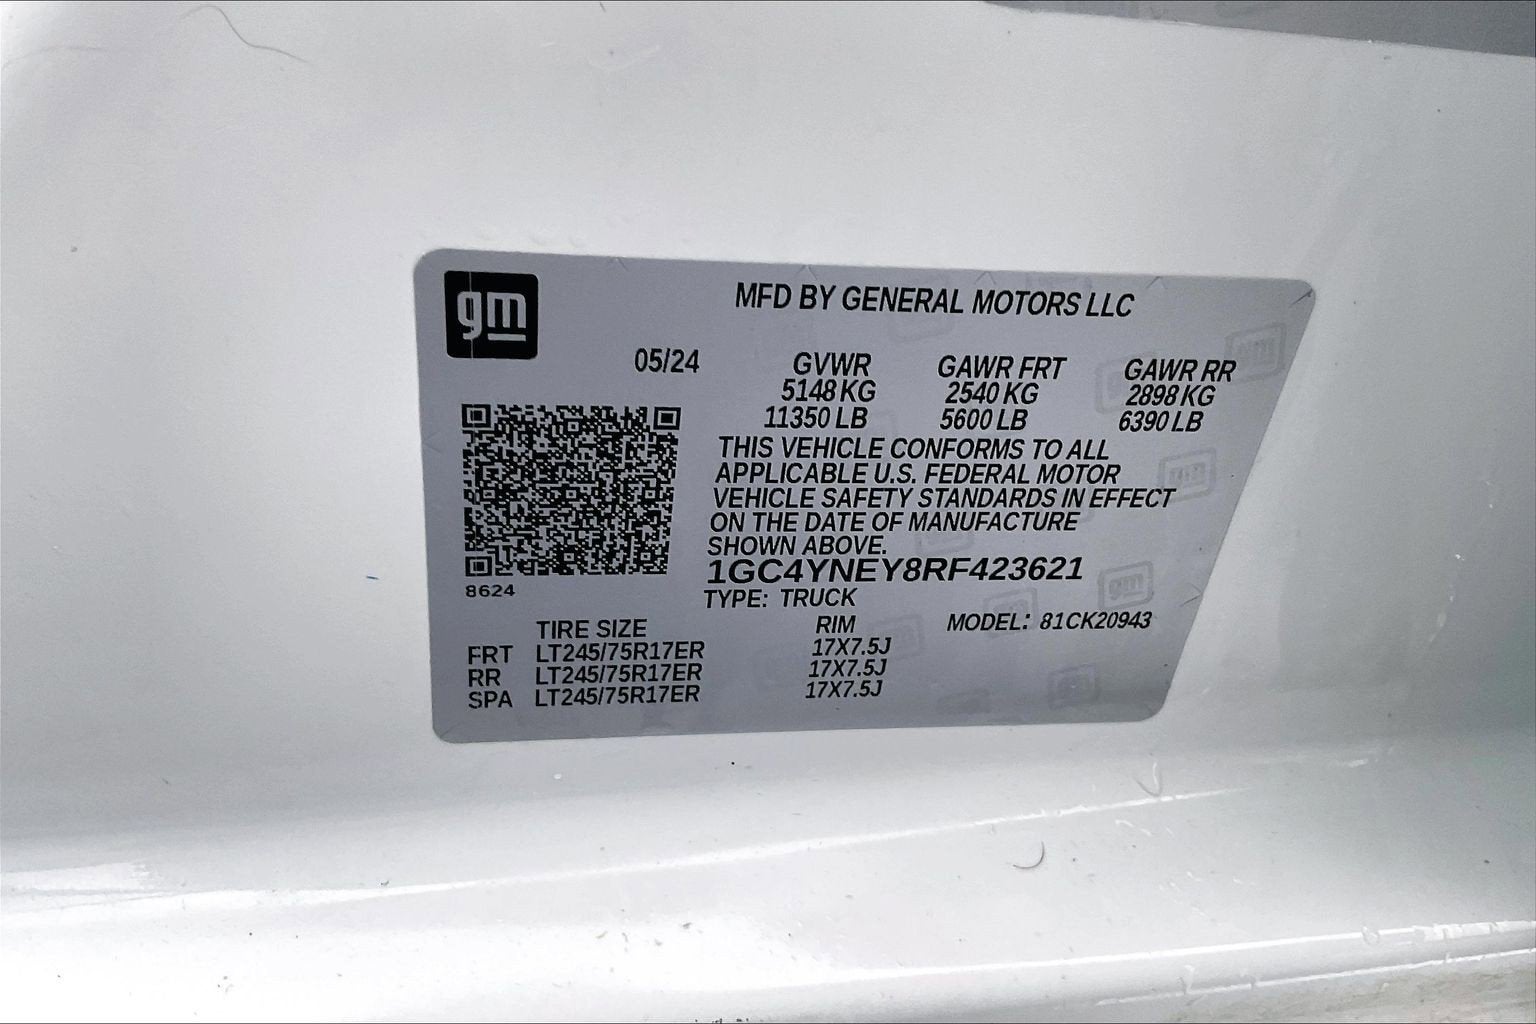 gm
MFD BY GENERAL MOTORS LLC
05/24 GVWR GAWR FRT GAWR RR
5148 KG 2540 KG 2898 KG
11350 LB 5600 LB 6390 LB
THIS VEHICLE CONFORMS TO ALL
APPLICABLE U.S. FEDERAL MOTOR
VEHICLE SAFETY STANDARDS IN EFFECT
ON THE DATE OF MANUFACTURE
SHOWN ABOVE.
1GC4YNEY8RF423621
8624
TYPE: TRUCK
TIRE SIZE RIM MODEL: 81CK20943
FRT LT245/75R17ER 17X7.5J
RR LT245/75R17ER 17X7.5J
SPA LT245/75R17ER 17X7.5J